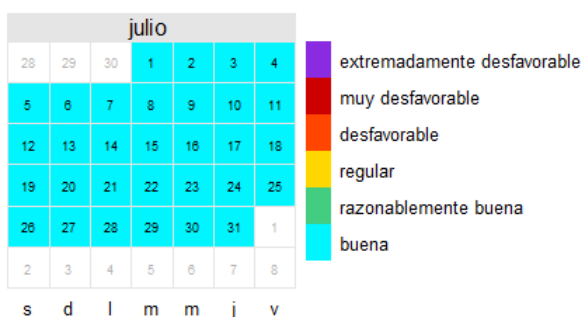 julio
28 29 30 1 2 3 4
5 6 7 8 9 10 11
12 13 14 15 16 17 18
19 20 21 22 23 24 25
26 27 28 29 30 31 1
2 3 4 5 6 7 8
s d l m m j v
extremadamente desfavorable
muy desfavorable
desfavorable
regular
razonablemente buena
buena